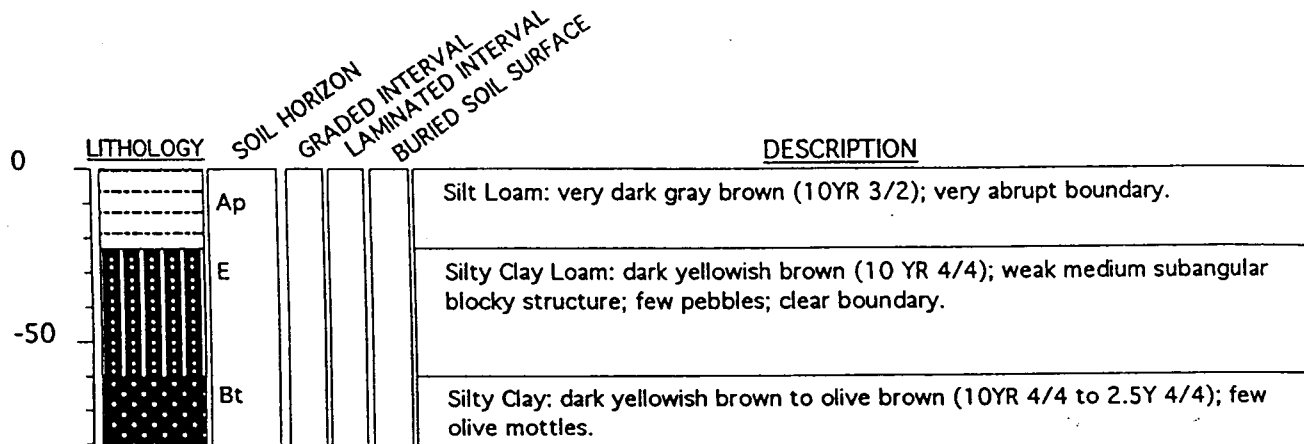 SOIL HORIZON
GRADED INTERVAL
LAMINATED INTERVAL
BURIED SOIL SURFACE
LITHOLOGY
DESCRIPTION
0
Ap
Silt Loam: very dark gray brown (10YR 3/2); very abrupt boundary.
E
Silty Clay Loam: dark yellowish brown (10 YR 4/4); weak medium subangular
blocky structure; few pebbles; clear boundary.
-50
Bt
Silty Clay: dark yellowish brown to olive brown (10YR 4/4 to 2.5Y 4/4); few
olive mottles.